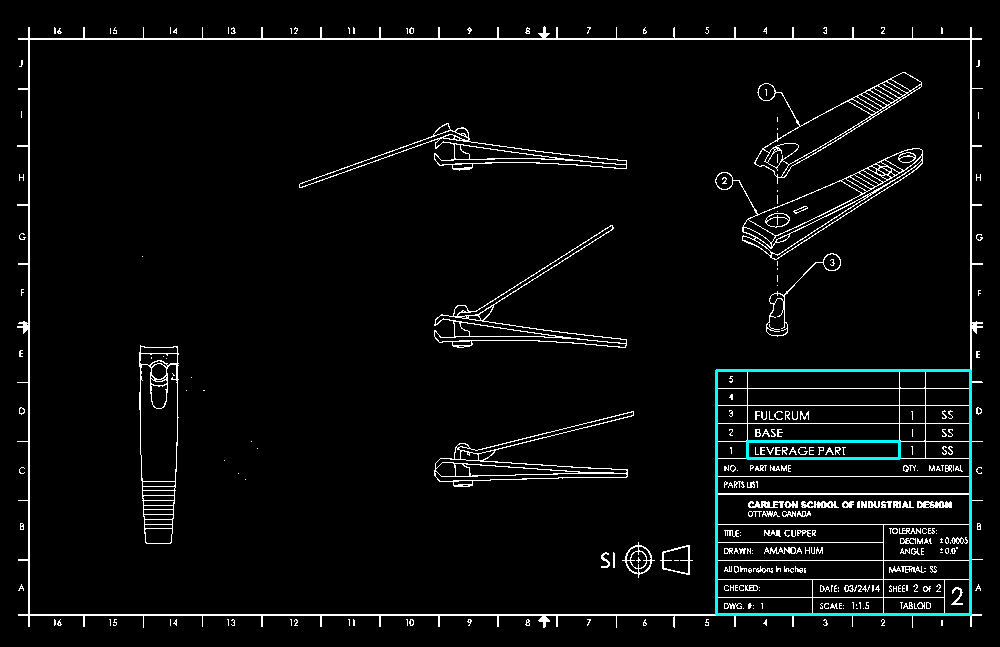 16 15 14 13 12 11 10 9 8 7 6 5 4 3 2 1
J J
I I
H H
G G
F F
E E
D D
C C
B B
A A
1
2
3
5
4
3 FULCRUM 1 SS
2 BASE 1 SS
1 LEVERAGE PART 1 SS
NO. PART NAME QTY. MATERIAL
PARTS LIST
CARLETON SCHOOL OF INDUSTRIAL DESIGN
OTTAWA, CANADA
TITLE: NAIL CLIPPER
TOLERANCES:
DECIMAL ±0.0005
ANGLE ±0.0°
DRAWN: AMANDA HUM
All Dimensions in Inches
MATERIAL: SS
CHECKED: DATE: 03/24/14 SHEET 2 OF 2
DWG. #: 1 SCALE: 1:1.5 TABLOID 2
SI
16 15 14 13 12 11 10 9 8 7 6 5 4 3 2 1